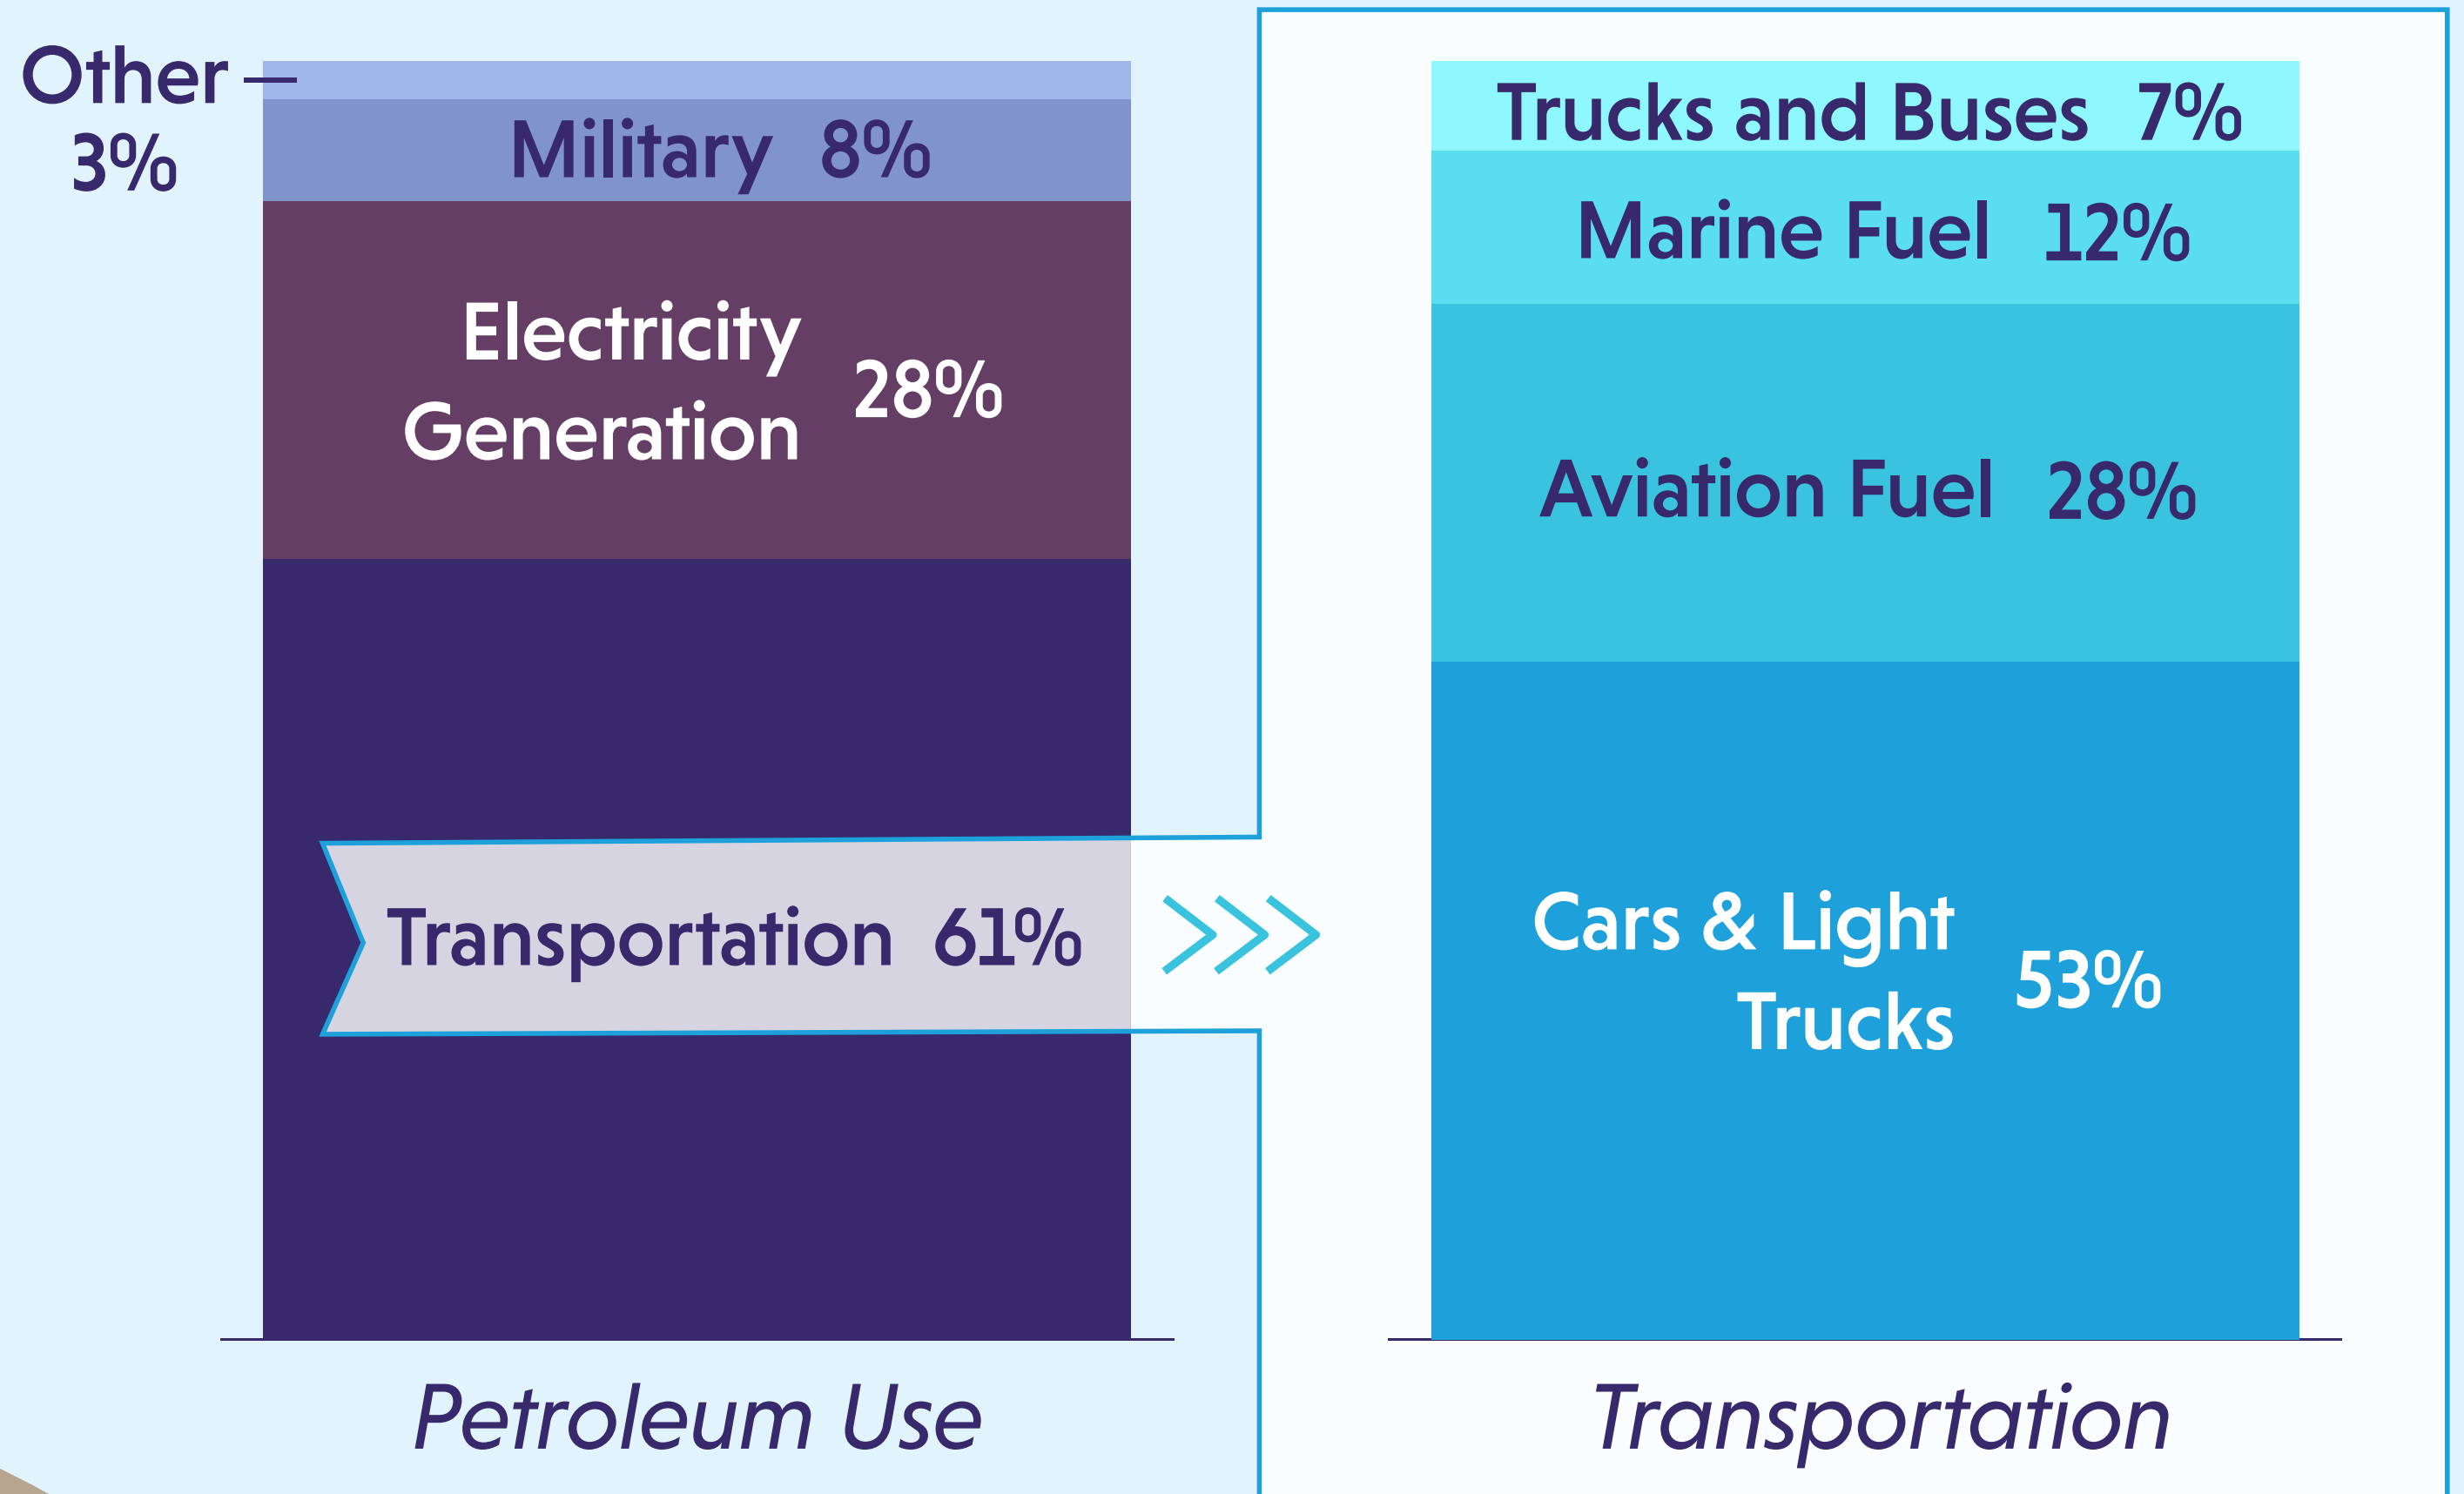 Other
3%
Military 8%
Electricity
Generation
28%
Transportation 61%
Petroleum Use
Trucks and Buses 7%
Marine Fuel 12%
Aviation Fuel 28%
Cars & Light
Trucks
53%
Transportation